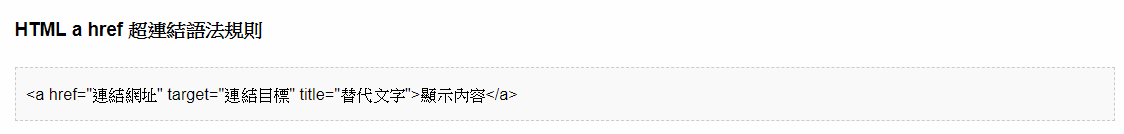 HTML a href 超連結語法規則
<a href="連結網址" target="連結目標" title="替代文字">顯示內容</a>